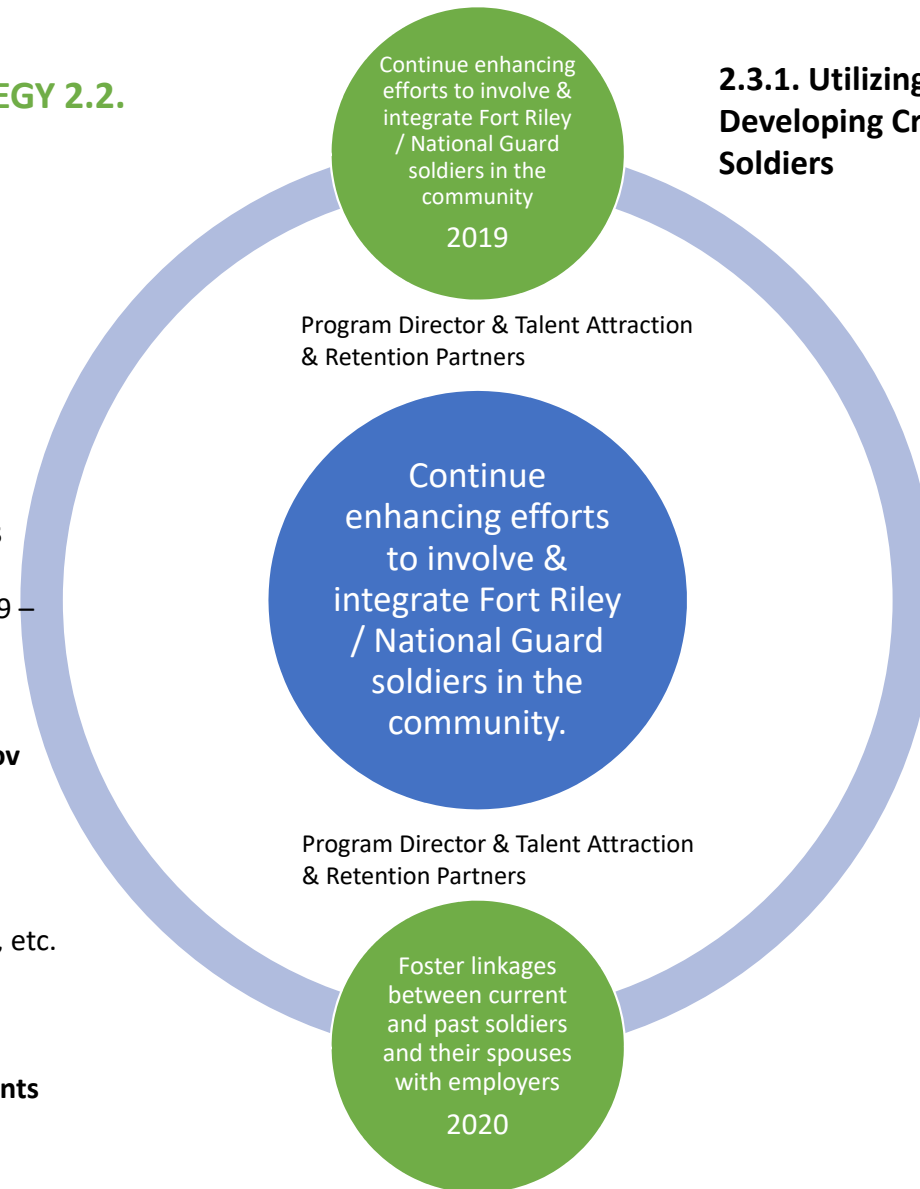 EGY 2.2.
Continue enhancing
efforts to involve &
integrate Fort Riley
/ National Guard
soldiers in the
community
2019
2.3.1. Utilizing
Developing Cr
Soldiers
Program Director & Talent Attraction
& Retention Partners
Continue
enhancing efforts
to involve &
integrate Fort Riley
/ National Guard
soldiers in the
community.
9 –
ov
Program Director & Talent Attraction
& Retention Partners
, etc.
Foster linkages
between current
and past soldiers
and their spouses
with employers
2020
nts